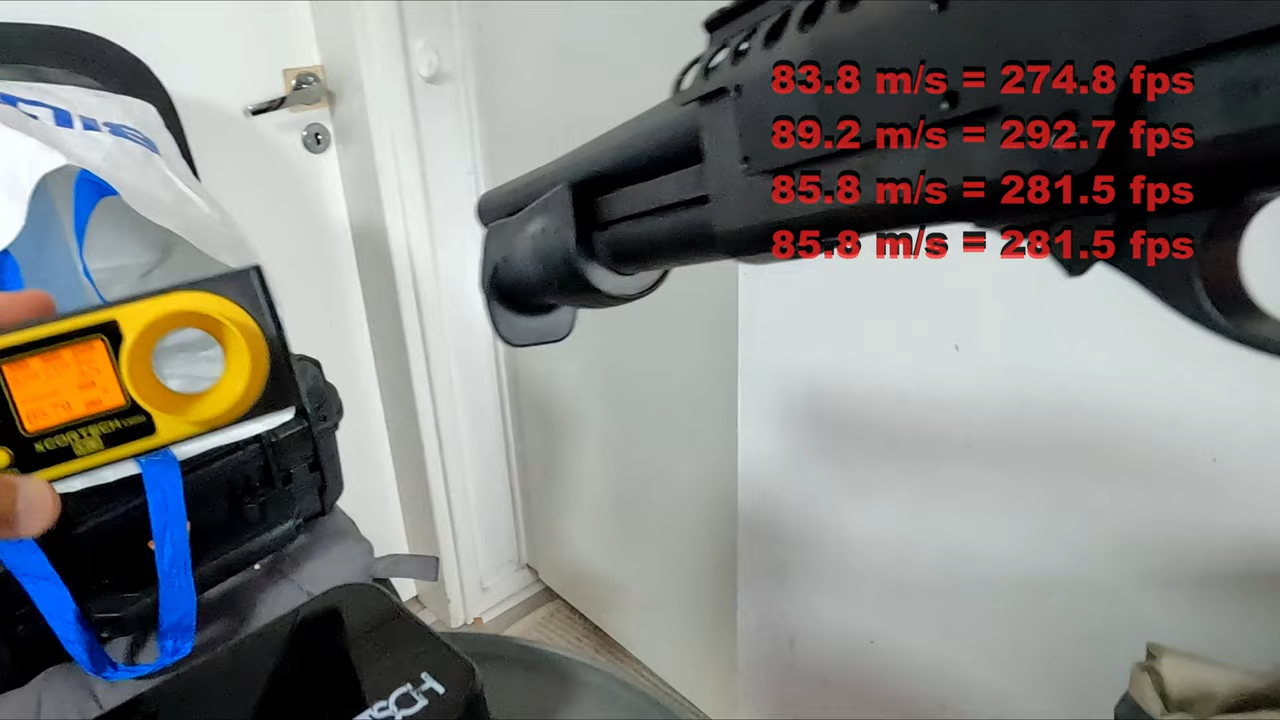 83.8 m/s = 274.8 fps
89.2 m/s = 292.7 fps
85.8 m/s = 281.5 fps
85.8 m/s = 281.5 fps